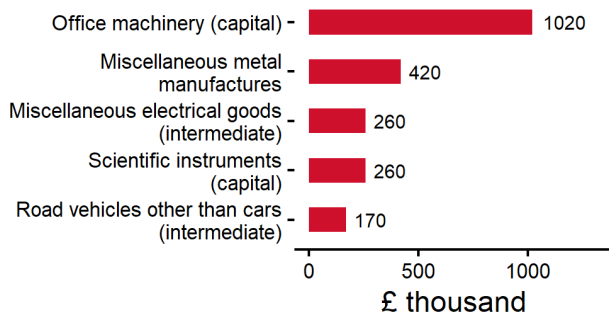 Office machinery (capital)
1020
Miscellaneous metal
manufactures
420
Miscellaneous electrical goods
(intermediate)
260
Scientific instruments
(capital)
260
Road vehicles other than cars
(intermediate)
170
0 500 1000
£ thousand